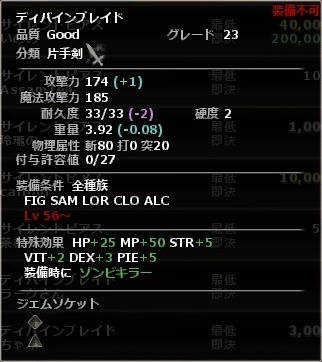 装備不可
ディバインブレイド
品質 Good グレード 23
分類 片手剣
攻撃力 174 (+1)
魔法攻撃力 185
耐久度 33/33 (-2) 硬度 2
重量 3.92 (-0.08)
物理属性 斬80 打0 突20
付与許容値 0/27
装備条件 全種族
FIG SAM LOR CLO ALC
Lv 56～
特殊効果 HP+25 MP+50 STR+5
VIT+2 DEX+3 PIE+5
装備時に ゾンビキラー
ジェムソケット